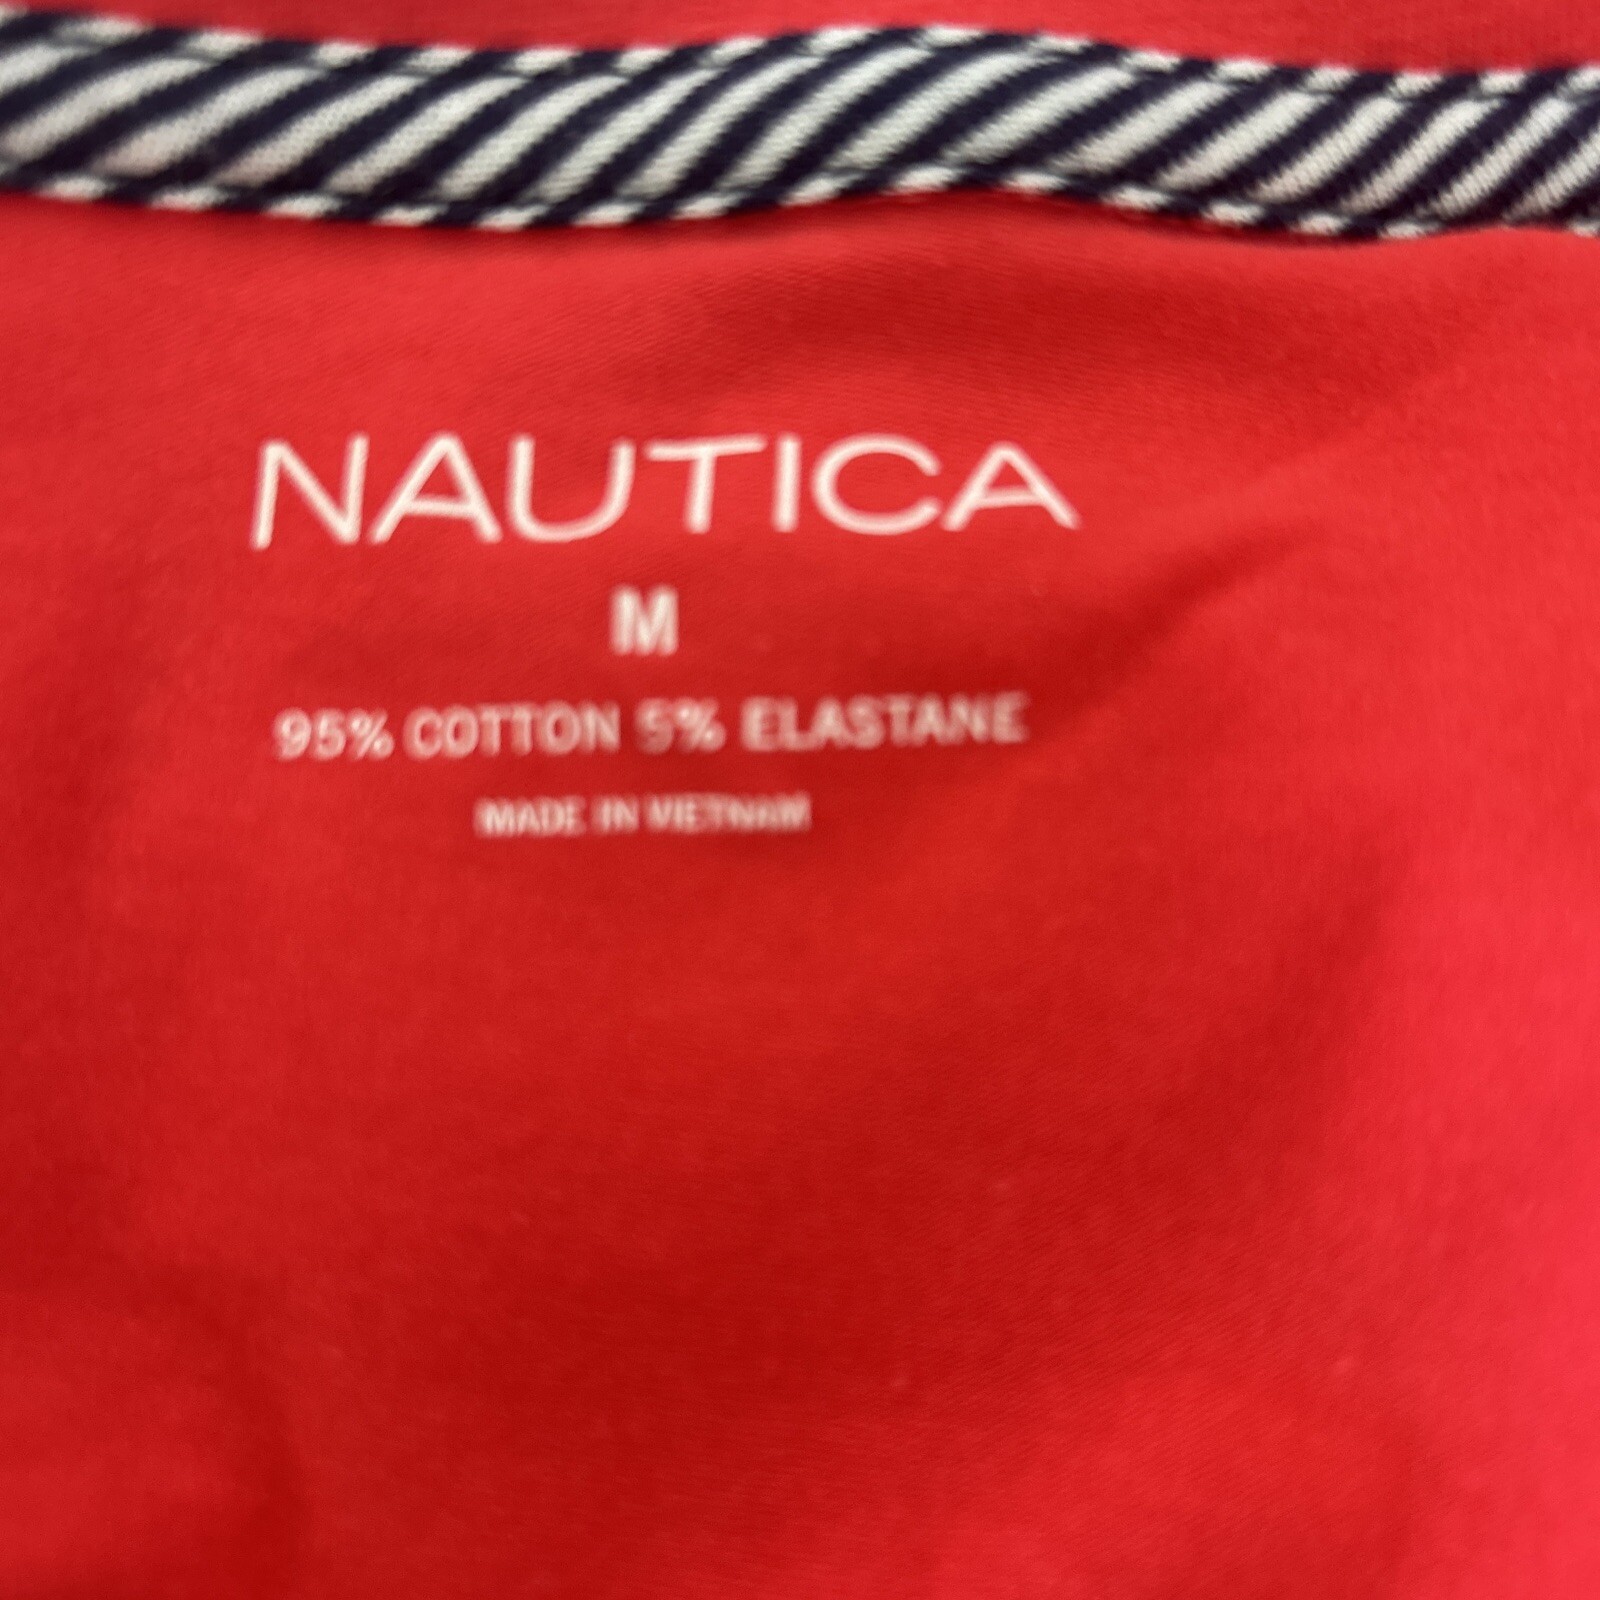 NAUTICA
M
95% COTTON 5% ELASTANE
MADE IN VIETNAM